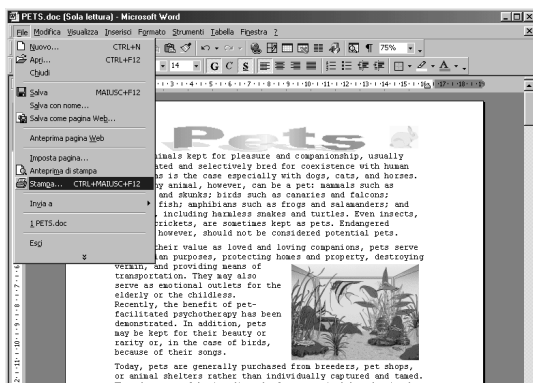 PETS.doc (Sola lettura) - Microsoft Word
File Modifica Visualizza Inserisci Formato Strumenti Tabella Finestra ?
Nuovo... CTRL+N
Apri... CTRL+F12
Chiudi
Salva MAIUSC+F12
Salva con nome...
Salva come pagina Web...
Anteprima pagina Web
Imposta pagina...
Anteprima di stampa
Stampa... CTRL+MAIUSC+F12
Invia a
1 PETS.doc
Esci
14 G C S
75%
Pets
kept for pleasure and companionship, usually
and selectively bred for coexistence with human
is the case especially with dogs, cats, and horses.
animal, however, can be a pet: mammals such as
and skunks; birds such as canaries and falcons;
fish; amphibians such as frogs and salamanders; and
including harmless snakes and turtles. Even insects,
crickets, are sometimes kept as pets. Endangered
however, should not be considered potential pets.
their value as loved and loving companions, pets serve
purposes, protecting homes and property, destroying
vermin, and providing means of
transportation. They may also
serve as emotional outlets for the
elderly or the childless.
Recently, the benefit of pet-
facilitated psychotherapy has been
demonstrated. In addition, pets
may be kept for their beauty or
rarity or, in the case of birds,
because of their songs.
Today, pets are generally purchased from breeders, pet shops,
or animal shelters rather than individually captured and tamed.